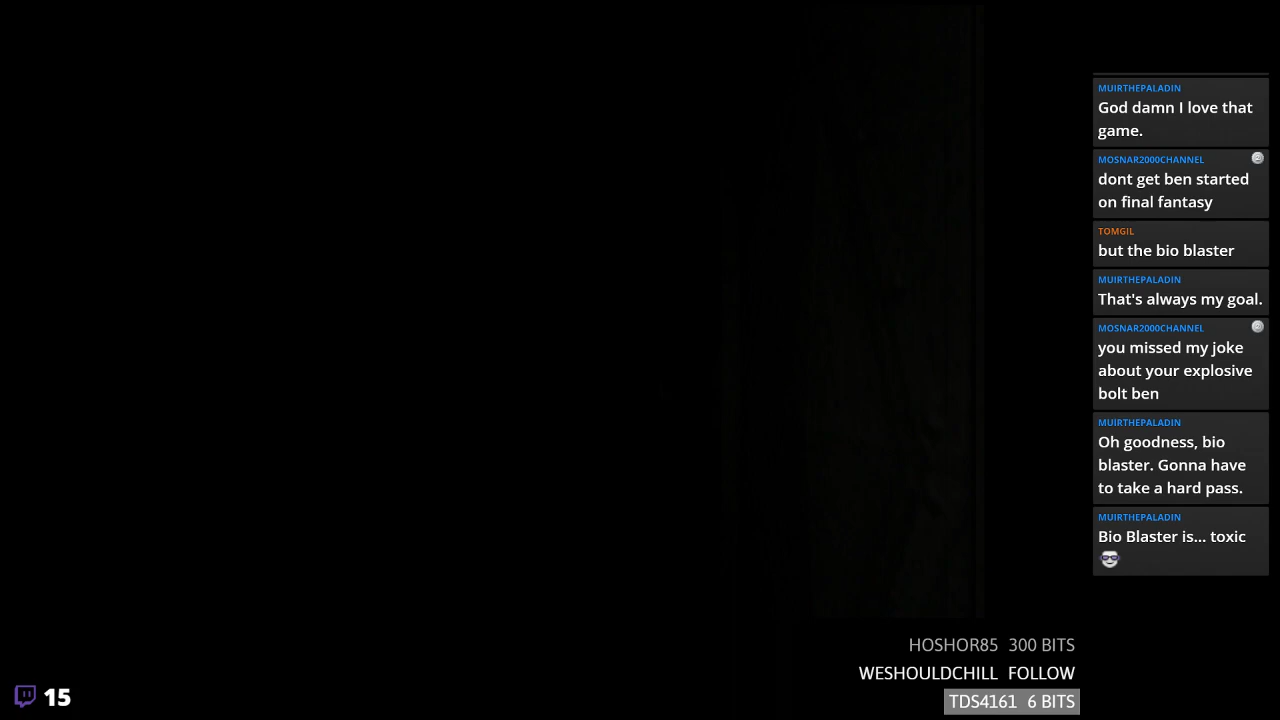 MUIRTHEPALADIN
God damn I love that
game.
MOSNAR2000CHANNEL
dont get ben started
on final fantasy
TOMGIL
but the bio blaster
MUIRTHEPALADIN
That's always my goal.
MOSNAR2000CHANNEL
you missed my joke
about your explosive
bolt ben
MUIRTHEPALADIN
Oh goodness, bio
blaster. Gonna have
to take a hard pass.
MUIRTHEPALADIN
Bio Blaster is... toxic
HOSHOR85 300 BITS
WESHOULDCHILL FOLLOW
TDS4161 6 BITS
15